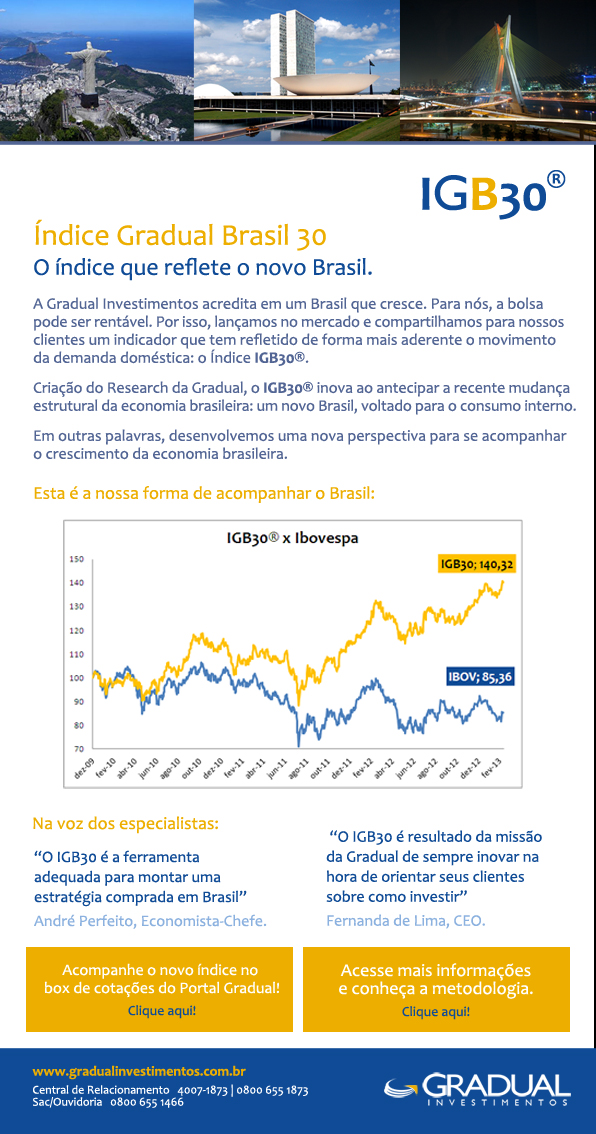 IGB30®
Índice Gradual Brasil 30
O índice que reflete o novo Brasil.
A Gradual Investimentos acredita em um Brasil que cresce. Para nós, a bolsa
pode ser rentável. Por isso, lançamos no mercado e compartilhamos para nossos
clientes um indicador que tem refletido de forma mais aderente o movimento
da demanda doméstica: o Índice IGB30®.
Criação do Research da Gradual, o IGB30® inova ao antecipar a recente mudança
estrutural da economia brasileira: um novo Brasil, voltado para o consumo interno.
Em outras palavras, desenvolvemos uma nova perspectiva para se acompanhar
o crescimento da economia brasileira.
Esta é a nossa forma de acompanhar o Brasil:
IGB30® x Ibovespa
150
140
130
120
110
100
90
80
70
IGB30; 140,32
IBOV; 85,36
dez-09
fev-10
abr-10
jun-10
ago-10
out-10
dez-10
fev-11
abr-11
jun-11
ago-11
out-11
dez-11
fev-12
abr-12
jun-12
ago-12
out-12
dez-12
fev-13
Na voz dos especialistas:
“O IGB30 é a ferramenta
adequada para montar uma
estratégia comprada em Brasil”
André Perfeito, Economista-Chefe.
“O IGB30 é resultado da missão
da Gradual de sempre inovar na
hora de orientar seus clientes
sobre como investir”
Fernanda de Lima, CEO.
Acompanhe o novo índice no
box de cotações do Portal Gradual!
Clique aqui!
Acesse mais informações
e conheça a metodologia.
Clique aqui!
www.gradualinvestimentos.com.br
Central de Relacionamento 4007-1873 | 0800 655 1873
Sac/Ouvidoria 0800 655 1466
GRADUAL
INVESTIMENTOS